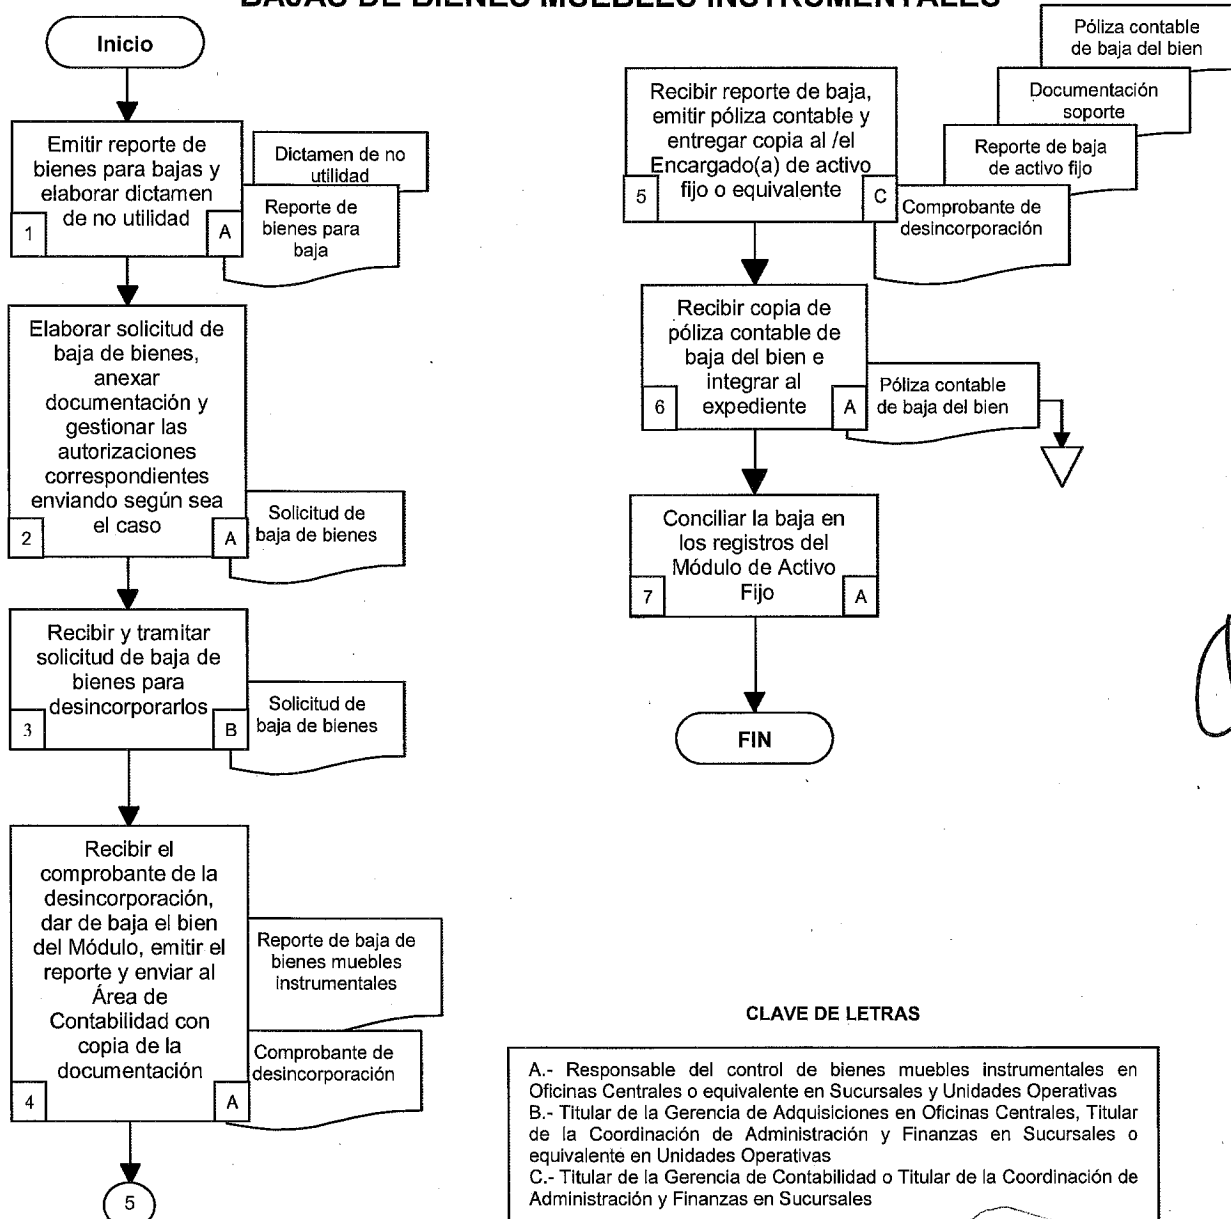 BAJAS DE BIENES MUEBLES INSTRUMENTALES
Inicio
Emitir reporte de
bienes para bajas y
elaborar dictamen
de no utilidad
1
A
Dictamen de no
utilidad
Reporte de
bienes para
baja
Elaborar solicitud de
baja de bienes,
anexar
documentación y
gestionar las
autorizaciones
correspondientes
enviando según sea
el caso
2
A
Solicitud de
baja de bienes
Recibir y tramitar
solicitud de baja de
bienes para
desincorporarlos
3
B
Solicitud de
baja de bienes
Recibir el
comprobante de la
desincorporación,
dar de baja el bien
del Módulo, emitir el
reporte y enviar al
Área de
Contabilidad con
copia de la
documentación
4
A
Reporte de baja de
bienes muebles
instrumentales
Comprobante de
desincorporación
5
Recibir reporte de baja,
emitir póliza contable y
entregar copia al /el
Encargado(a) de activo
fijo o equivalente
5
C
Póliza contable
de baja del bien
Documentación
soporte
Reporte de baja
de activo fijo
Comprobante de
desincorporación
Recibir copia de
póliza contable de
baja del bien e
integrar al
expediente
6
A
Póliza contable
de baja del bien
Conciliar la baja en
los registros del
Módulo de Activo
Fijo
7
A
FIN
CLAVE DE LETRAS
A.- Responsable del control de bienes muebles instrumentales en
Oficinas Centrales o equivalente en Sucursales y Unidades Operativas
B.- Titular de la Gerencia de Adquisiciones en Oficinas Centrales, Titular
de la Coordinación de Administración y Finanzas en Sucursales o
equivalente en Unidades Operativas
C.- Titular de la Gerencia de Contabilidad o Titular de la Coordinación de
Administración y Finanzas en Sucursales